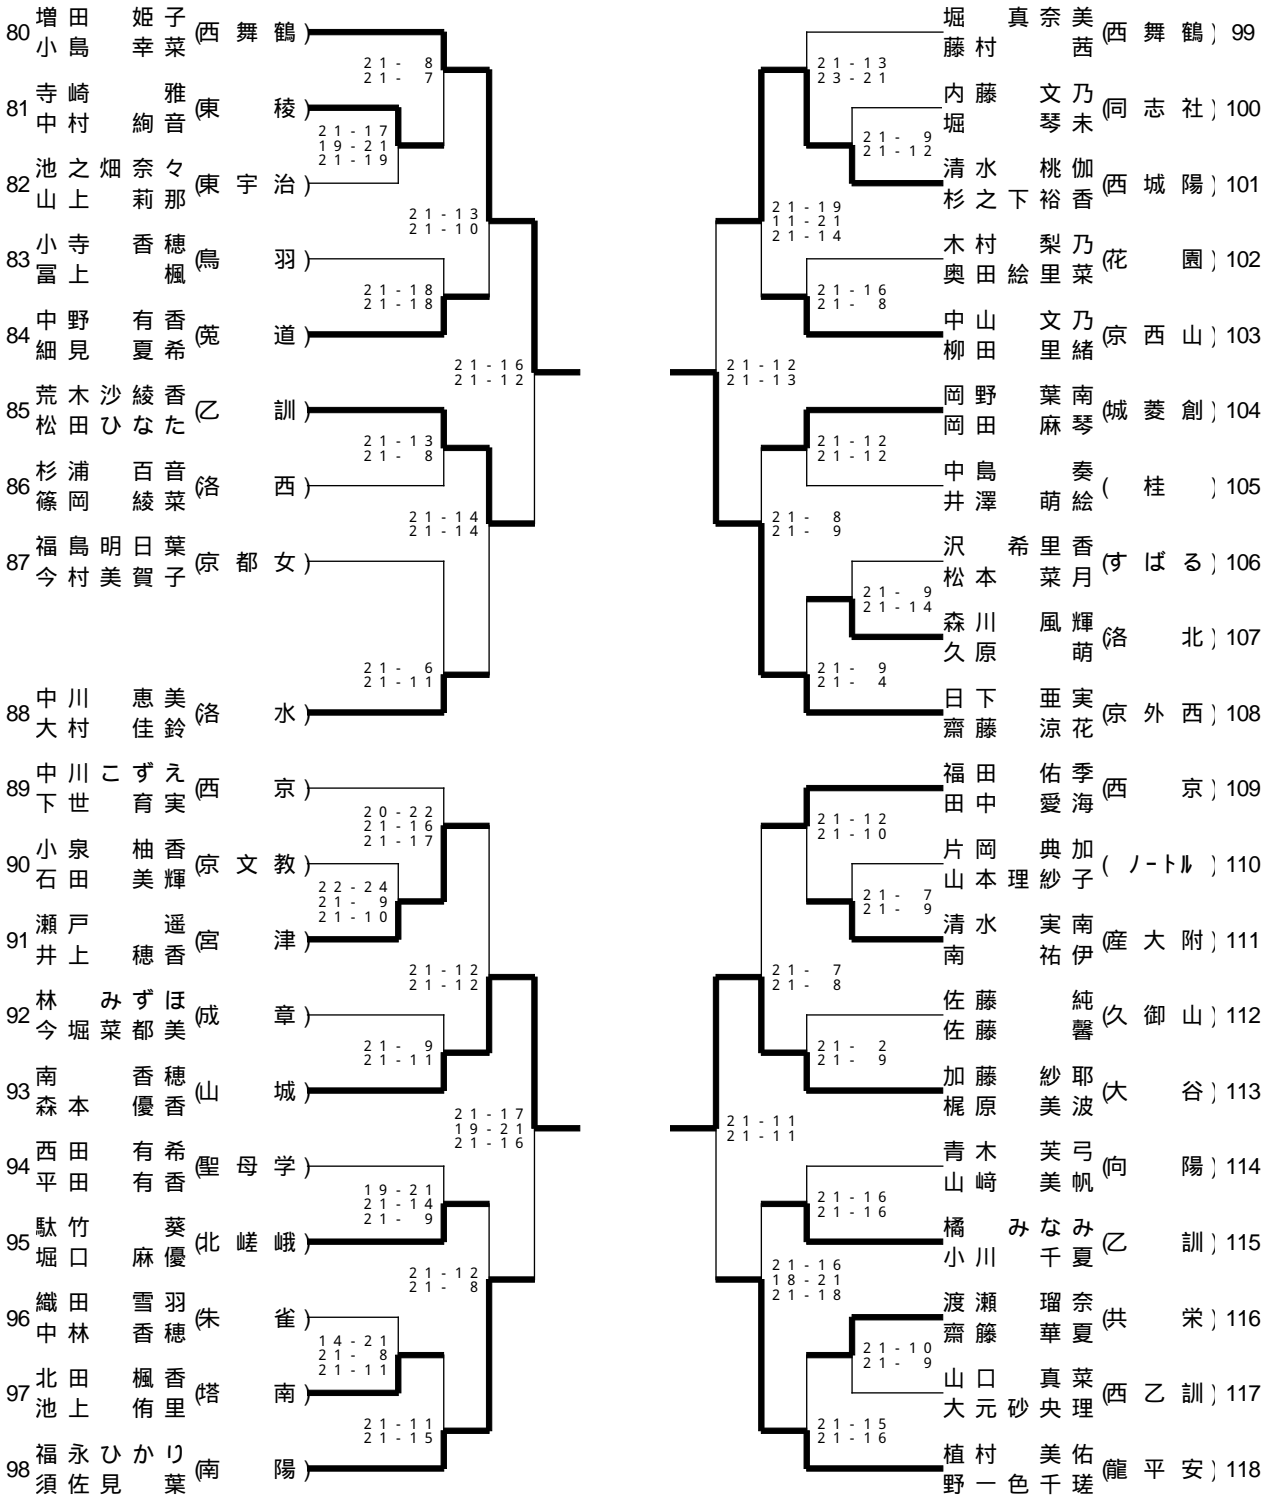 80 増田 姫子 小島 幸菜 (西舞鶴)
21-8
21-7
81 寺崎 雅 中村 絢音 (東稜)
21-17
19-21
21-19
82 池之畑奈々 山上 莉那 (東宇治)
21-13
21-10
83 小寺 香穂 冨上 楓 (鳥羽)
21-18
21-18
84 中野 有香 細見 夏希 (莵道)
21-16
21-12
85 荒木沙綾香 松田ひなた (乙訓)
21-13
21-8
86 杉浦 百音 篠岡 綾菜 (洛西)
21-14
21-14
87 福島明日葉 今村美賀子 (京都女)
21-6
21-11
88 中川 恵美 大村 佳鈴 (洛水)
89 中川こずえ 下世 育実 (西京)
20-22
21-16
21-17
90 小泉 柚香 石田 美輝 (京文教)
22-24
21-9
21-10
91 瀬戸 遥 井上 穂香 (宮津)
21-12
21-12
92 林 みずほ 今堀菜都美 (成章)
21-9
21-11
93 南 香穂 森本 優香 (山城)
21-17
19-21
21-16
94 西田 有希 平田 有香 (聖母学)
19-21
21-14
21-9
95 駄竹 葵 堀口 麻優 (北嵯峨)
21-12
21-8
96 織田 雪羽 中林 香穂 (朱雀)
14-21
21-8
21-11
97 北田 楓香 池上 侑里 (塔南)
21-11
21-15
98 福永ひかり 須佐見 葉 (南陽)
堀 真奈美 藤村 茜 (西舞鶴) 99
21-13
23-21
内藤 文乃 堀 琴未 (同志社) 100
21-9
21-12
清水 桃伽 杉之下裕香 (西城陽) 101
21-19
11-21
21-14
木村 梨乃 奥田絵里菜 (花園) 102
21-16
21-8
中山 文乃 柳田 里緒 (京西山) 103
21-12
21-13
岡野 葉南 岡田 麻琴 (城菱創) 104
21-12
21-12
中島 奏 井澤 萌絵 (桂) 105
21-8
21-9
沢 希里香 松本 菜月 (すばる) 106
21-9
21-14
森川 風輝 久原 萌 (洛北) 107
21-9
21-4
日下 亜実 齋藤 涼花 (京外西) 108
福田 佑季 田中 愛海 (西京) 109
21-12
21-10
片岡 典加 山本理紗子 (ノートル) 110
21-7
21-9
清水 実南 南 祐伊 (産大附) 111
21-7
21-8
佐藤 純 佐藤 馨 (久御山) 112
21-2
21-9
加藤 紗耶 梶原 美波 (大谷) 113
21-11
21-11
青木 芙弓 山﨑 美帆 (向陽) 114
21-16
21-16
橘 みなみ 小川 千夏 (乙訓) 115
21-16
18-21
21-18
渡瀬 瑠奈 齋籐 華夏 (共栄) 116
21-10
21-9
山口 真菜 大元砂央理 (西乙訓) 117
21-15
21-16
植村 美佑 野一色千瑳 (龍平安) 118